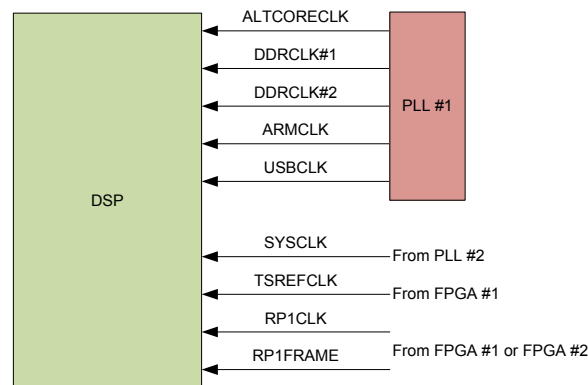 ALTCORECLK
DDRCLK#1
DDRCLK#2
PLL #1
ARMCLK
USBCLK
DSP
SYSCLK
From PLL #2
TSREFCLK
From FPGA #1
RP1CLK
From FPGA #1 or FPGA #2
RP1FRAME